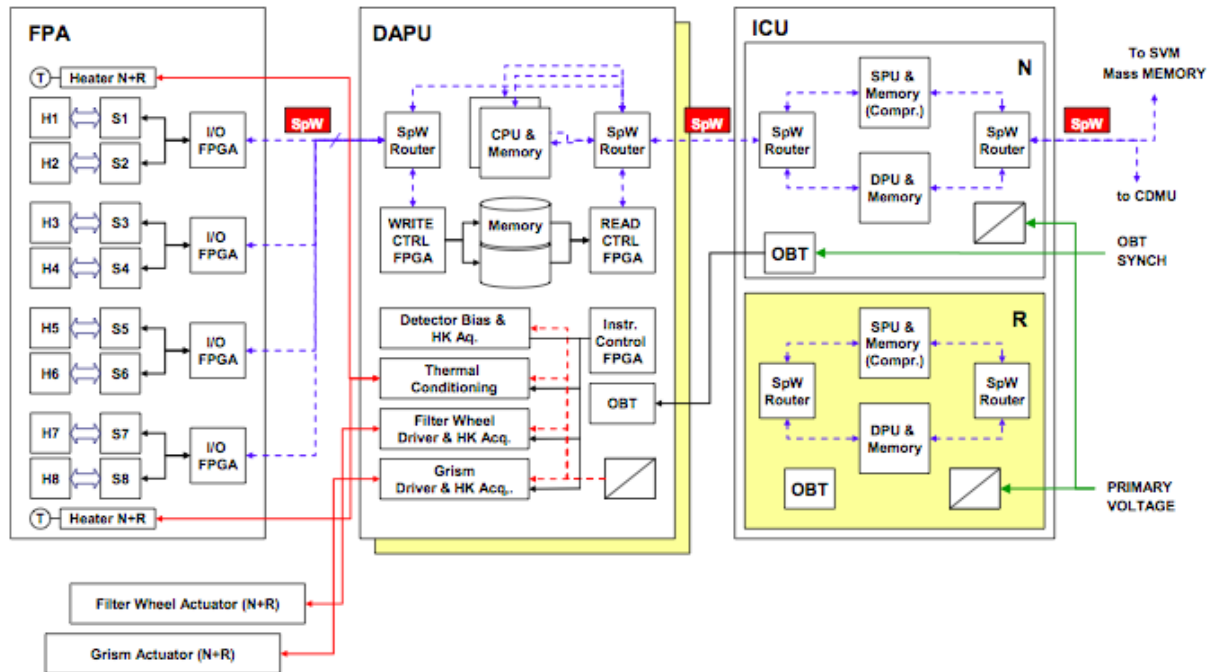 FPA
T
Heater N+R
H1
S1
H2
S2
I/O
FPGA
H3
S3
H4
S4
I/O
FPGA
H5
S5
H6
S6
I/O
FPGA
H7
S7
H8
S8
I/O
FPGA
T
Heater N+R
SpW
DAPU
SpW
Router
CPU &
Memory
SpW
Router
WRITE
CTRL
FPGA
Memory
READ
CTRL
FPGA
Detector Bias &
HK Aq.
Instr.
Control
FPGA
Thermal
Conditioning
OBT
Filter Wheel
Driver & HK Acq.
Grism
Driver & HK Acq,.
SpW
ICU
N
SPU &
Memory
(Compr.)
SpW
Router
SpW
Router
DPU &
Memory
OBT
R
SPU &
Memory
(Compr.)
SpW
Router
SpW
Router
DPU &
Memory
OBT
To SVM
Mass MEMORY
SpW
to CDMU
OBT
SYNCH
PRIMARY
VOLTAGE
Filter Wheel Actuator (N+R)
Grism Actuator (N+R)